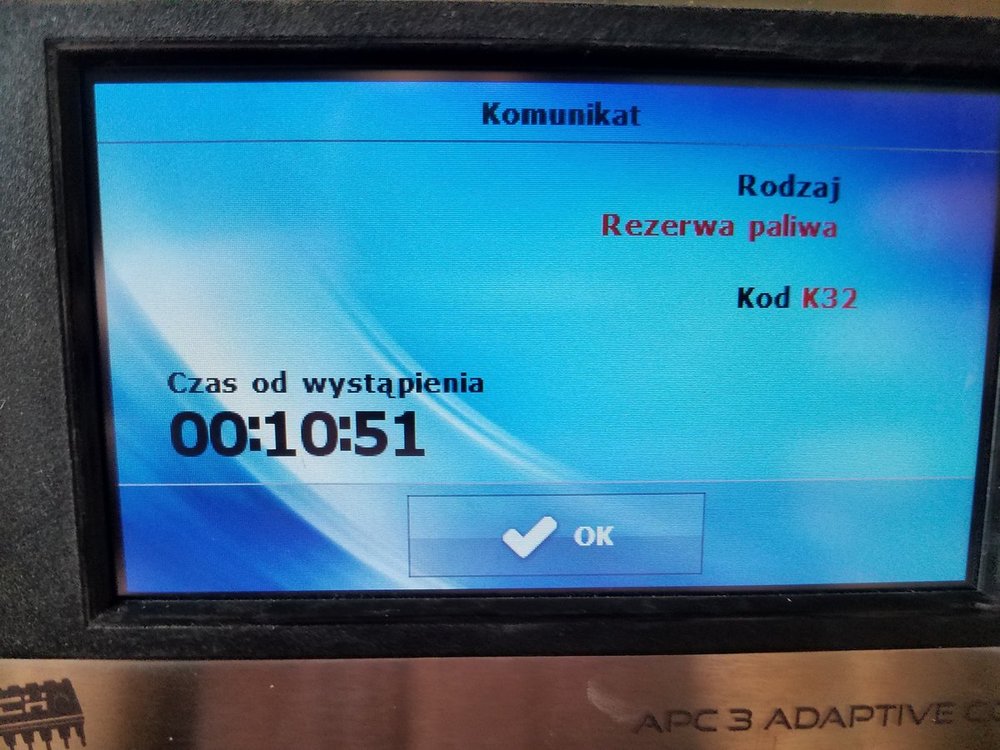 Komunikat
Rodzaj
Rezerwa paliwa
Kod K32
Czas od wystąpienia
00:10:51
OK
APC 3 ADAPTIVE